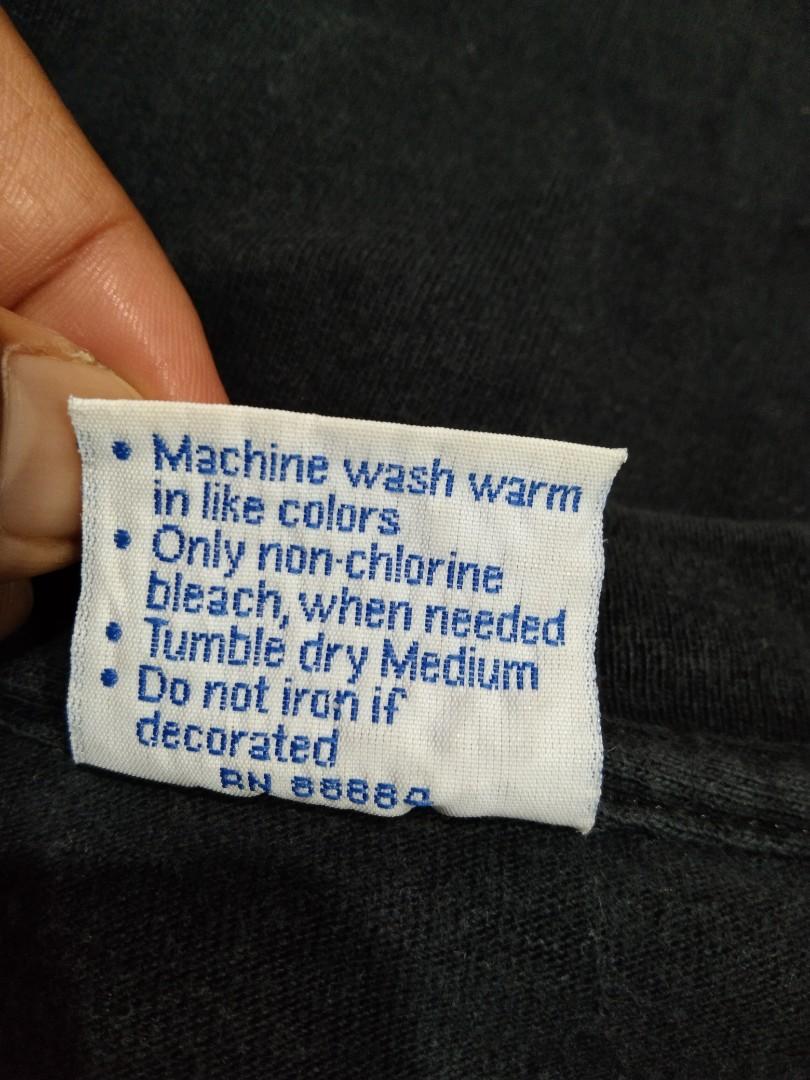 • Machine wash warm
in like colors
• Only non-chlorine
bleach, when needed
• Tumble dry Medium
• Do not iron if
decorated
RN